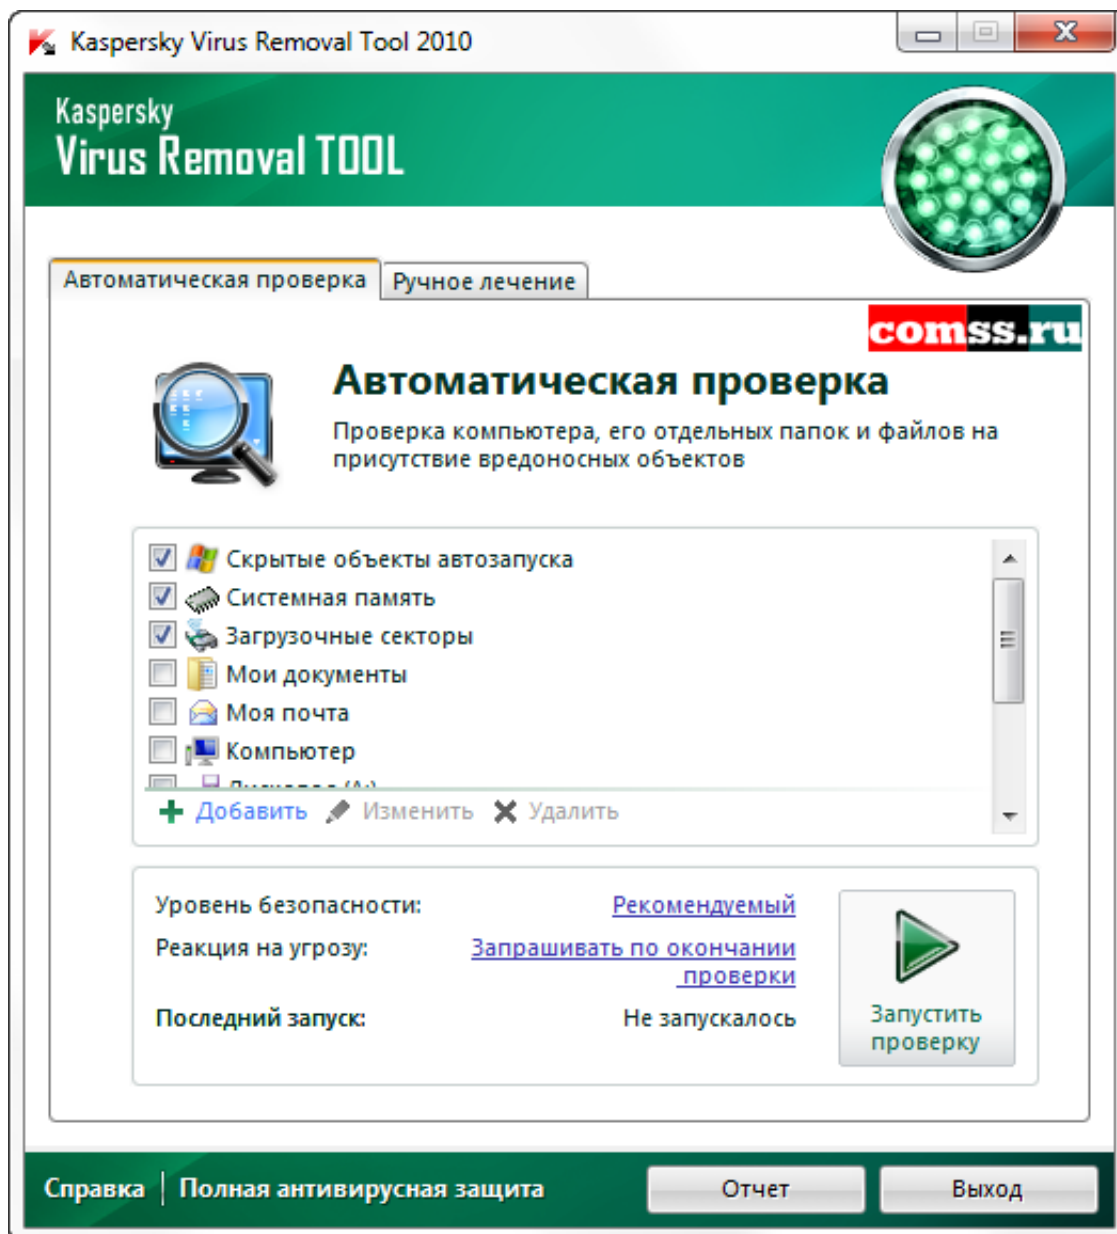 Kaspersky Virus Removal Tool 2010
Kaspersky
Virus Removal TOOL
Автоматическая проверка
Ручное лечение
comss.ru
Автоматическая проверка
Проверка компьютера, его отдельных папок и файлов на
присутствие вредоносных объектов
Скрытые объекты автозапуска
Системная память
Загрузочные секторы
Мои документы
Моя почта
Компьютер
Добавить Изменить Удалить
Уровень безопасности: Рекомендуемый
Реакция на угрозу: Запрашивать по окончании
проверки
Последний запуск: Не запускалось
Запустить
проверку
Справка Полная антивирусная защита Отчет Выход